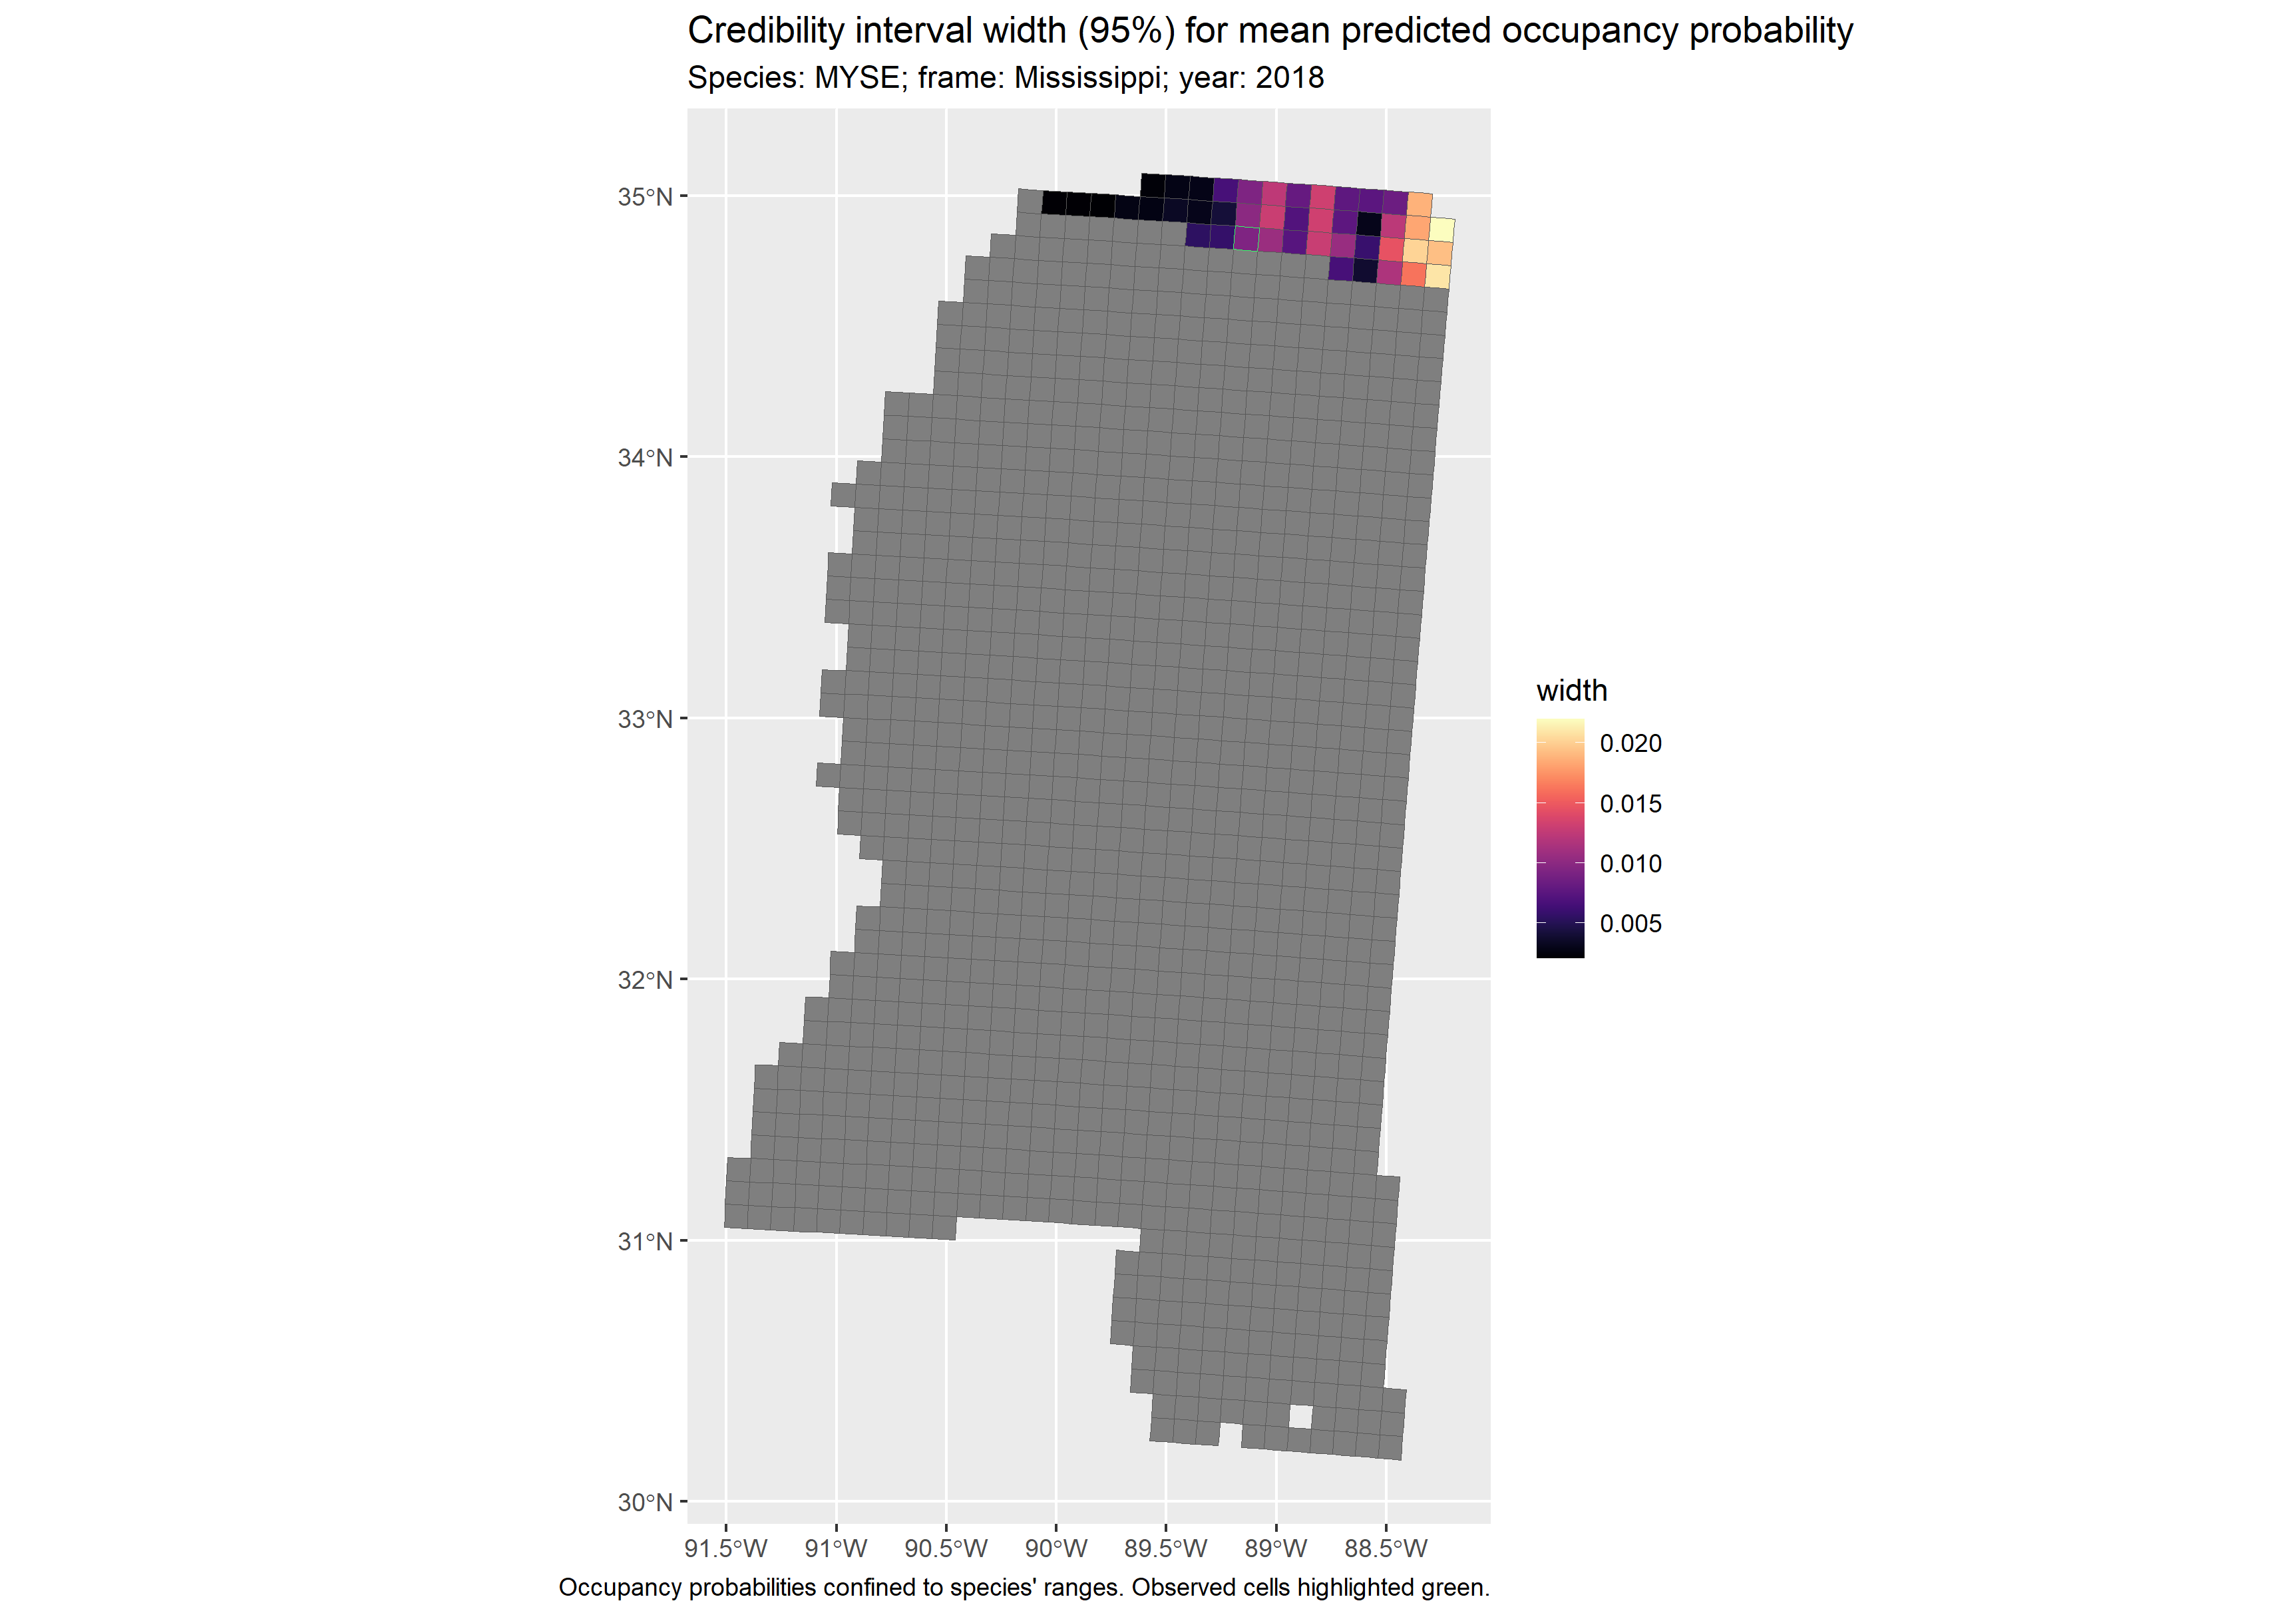 Credibility interval width (95%) for mean predicted occupancy probability
Species: MYSE; frame: Mississippi; year: 2018
35°N
34°N
33°N
32°N
31°N
30°N
91.5°W
91°W
90.5°W
90°W
89.5°W
89°W
88.5°W
width
0.020
0.015
0.010
0.005
Occupancy probabilities confined to species' ranges. Observed cells highlighted green.